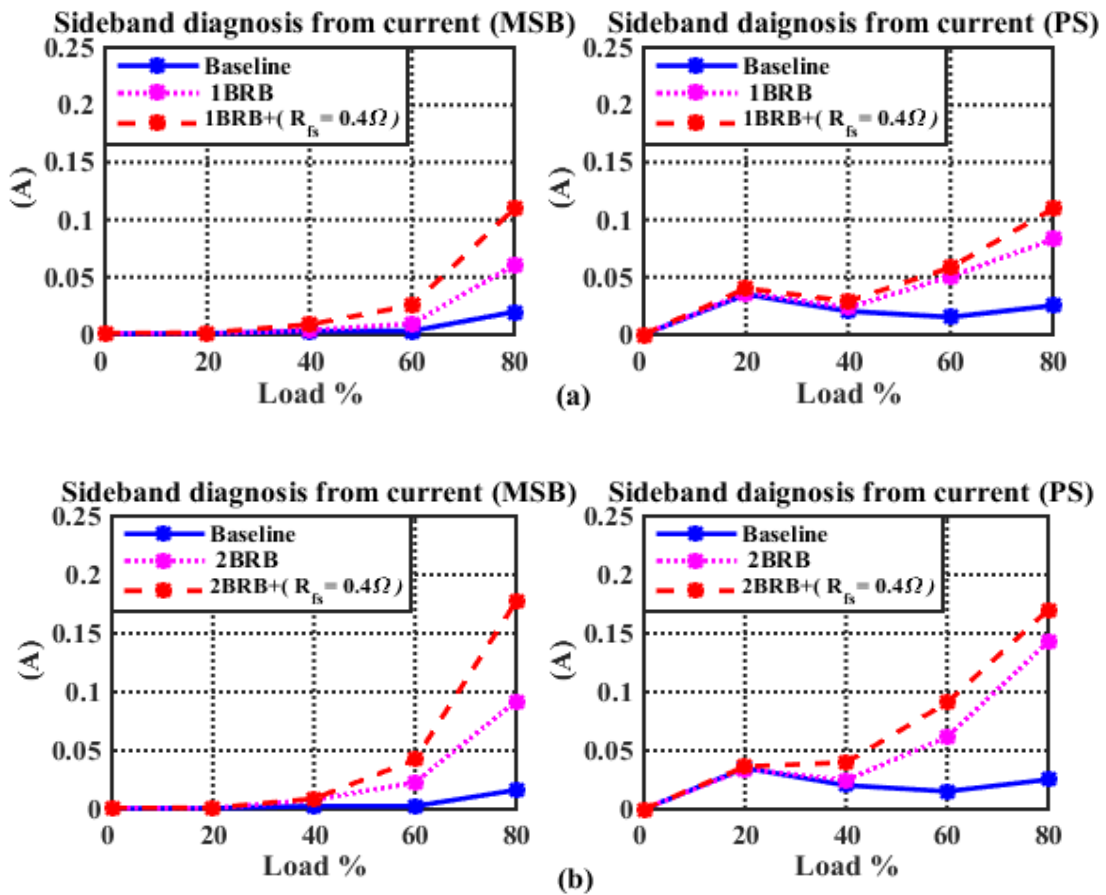 Sideband diagnosis from current (MSB)
0.25
0.2
0.15
0.1
0.05
0
(A)
Baseline
1BRB
1BRB+( R_fs = 0.4Ω )
0 20 40 60 80
Load %
Sideband daignosis from current (PS)
0.25
0.2
0.15
0.1
0.05
0
(A)
Baseline
1BRB
1BRB+( R_fs = 0.4Ω )
0 20 40 60 80
Load %
(a)
Sideband diagnosis from current (MSB)
0.25
0.2
0.15
0.1
0.05
0
(A)
Baseline
2BRB
2BRB+( R_fs = 0.4Ω )
0 20 40 60 80
Load %
Sideband daignosis from current (PS)
0.25
0.2
0.15
0.1
0.05
0
(A)
Baseline
2BRB
2BRB+( R_fs = 0.4Ω )
0 20 40 60 80
Load %
(b)